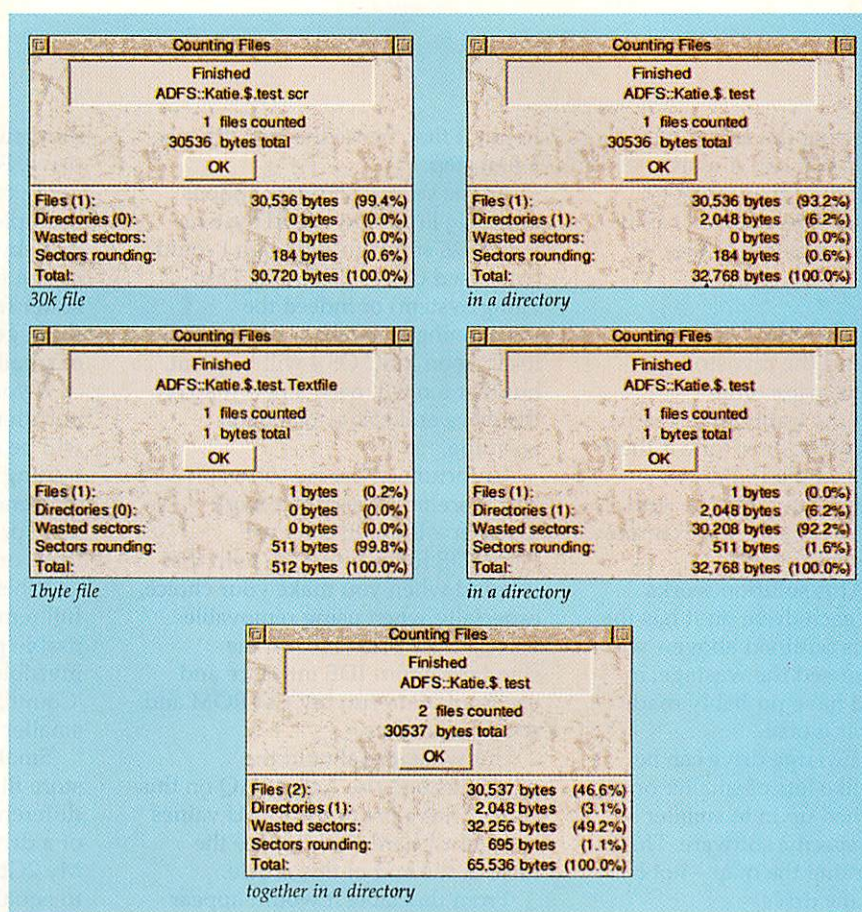 Counting Files
Finished
ADFS::Katie.$.test.scr
1 files counted
30536 bytes total
OK
Files (1): 30,536 bytes (99.4%)
Directories (0): 0 bytes (0.0%)
Wasted sectors: 0 bytes (0.0%)
Sectors rounding: 184 bytes (0.6%)
Total: 30,720 bytes (100.0%)
30k file
Counting Files
Finished
ADFS::Katie.$.test
1 files counted
30536 bytes total
OK
Files (1): 30,536 bytes (93.2%)
Directories (1): 2,048 bytes (6.2%)
Wasted sectors: 0 bytes (0.0%)
Sectors rounding: 184 bytes (0.6%)
Total: 32,768 bytes (100.0%)
in a directory
Counting Files
Finished
ADFS::Katie.$.test.Textfile
1 files counted
1 bytes total
OK
Files (1): 1 bytes (0.2%)
Directories (0): 0 bytes (0.0%)
Wasted sectors: 0 bytes (0.0%)
Sectors rounding: 511 bytes (99.8%)
Total: 512 bytes (100.0%)
1byte file
Counting Files
Finished
ADFS::Katie.$.test
1 files counted
1 bytes total
OK
Files (1): 1 bytes (0.0%)
Directories (1): 2,048 bytes (6.2%)
Wasted sectors: 30,208 bytes (92.2%)
Sectors rounding: 511 bytes (1.6%)
Total: 32,768 bytes (100.0%)
in a directory
Counting Files
Finished
ADFS::Katie.$.test
2 files counted
30537 bytes total
OK
Files (2): 30,537 bytes (46.6%)
Directories (1): 2,048 bytes (3.1%)
Wasted sectors: 32,256 bytes (49.2%)
Sectors rounding: 695 bytes (1.1%)
Total: 65,536 bytes (100.0%)
together in a directory